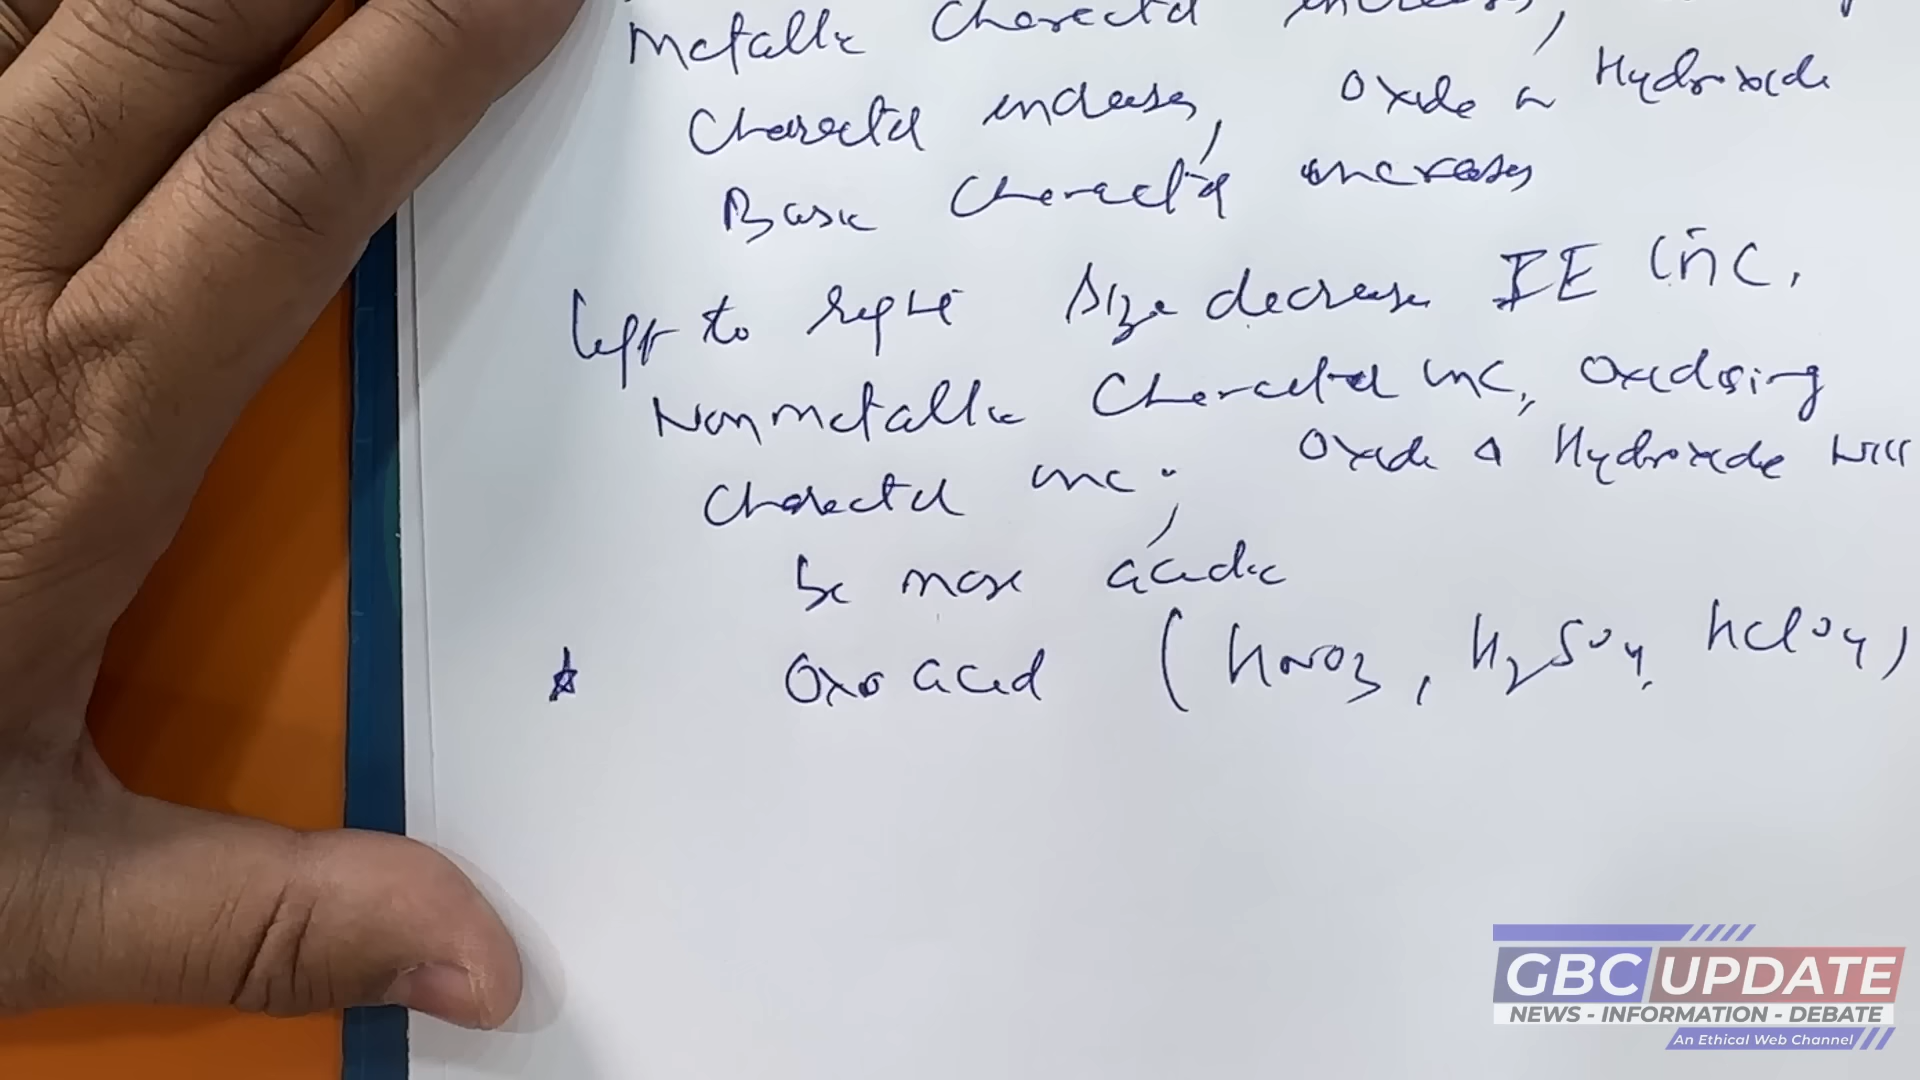 Metallic Character increases,
Character increases, Oxide & Hydroxide
Basic Character increases
left to right Size decrease IE inc.
Nonmetallic Character inc, Oxidising
Character inc, Oxide & Hydroxide will
be more acidic
☆ Oxo acid (HNO3, H2SO4, HClO4)
GBC UPDATE
NEWS - INFORMATION - DEBATE
An Ethical Web Channel